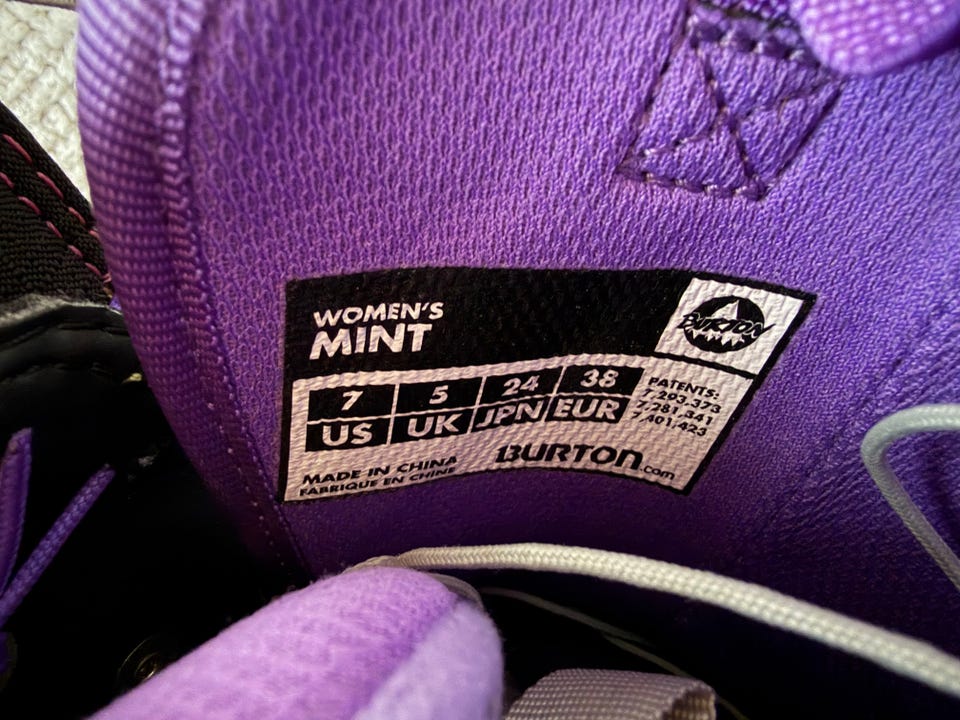 WOMEN'S
MINT
BURTON
7 5 24 38
US UK JPN EUR
PATENTS:
7,293,373
7,281,341
7,401,423
MADE IN CHINA
FABRIQUE EN CHINE
BURTON.com